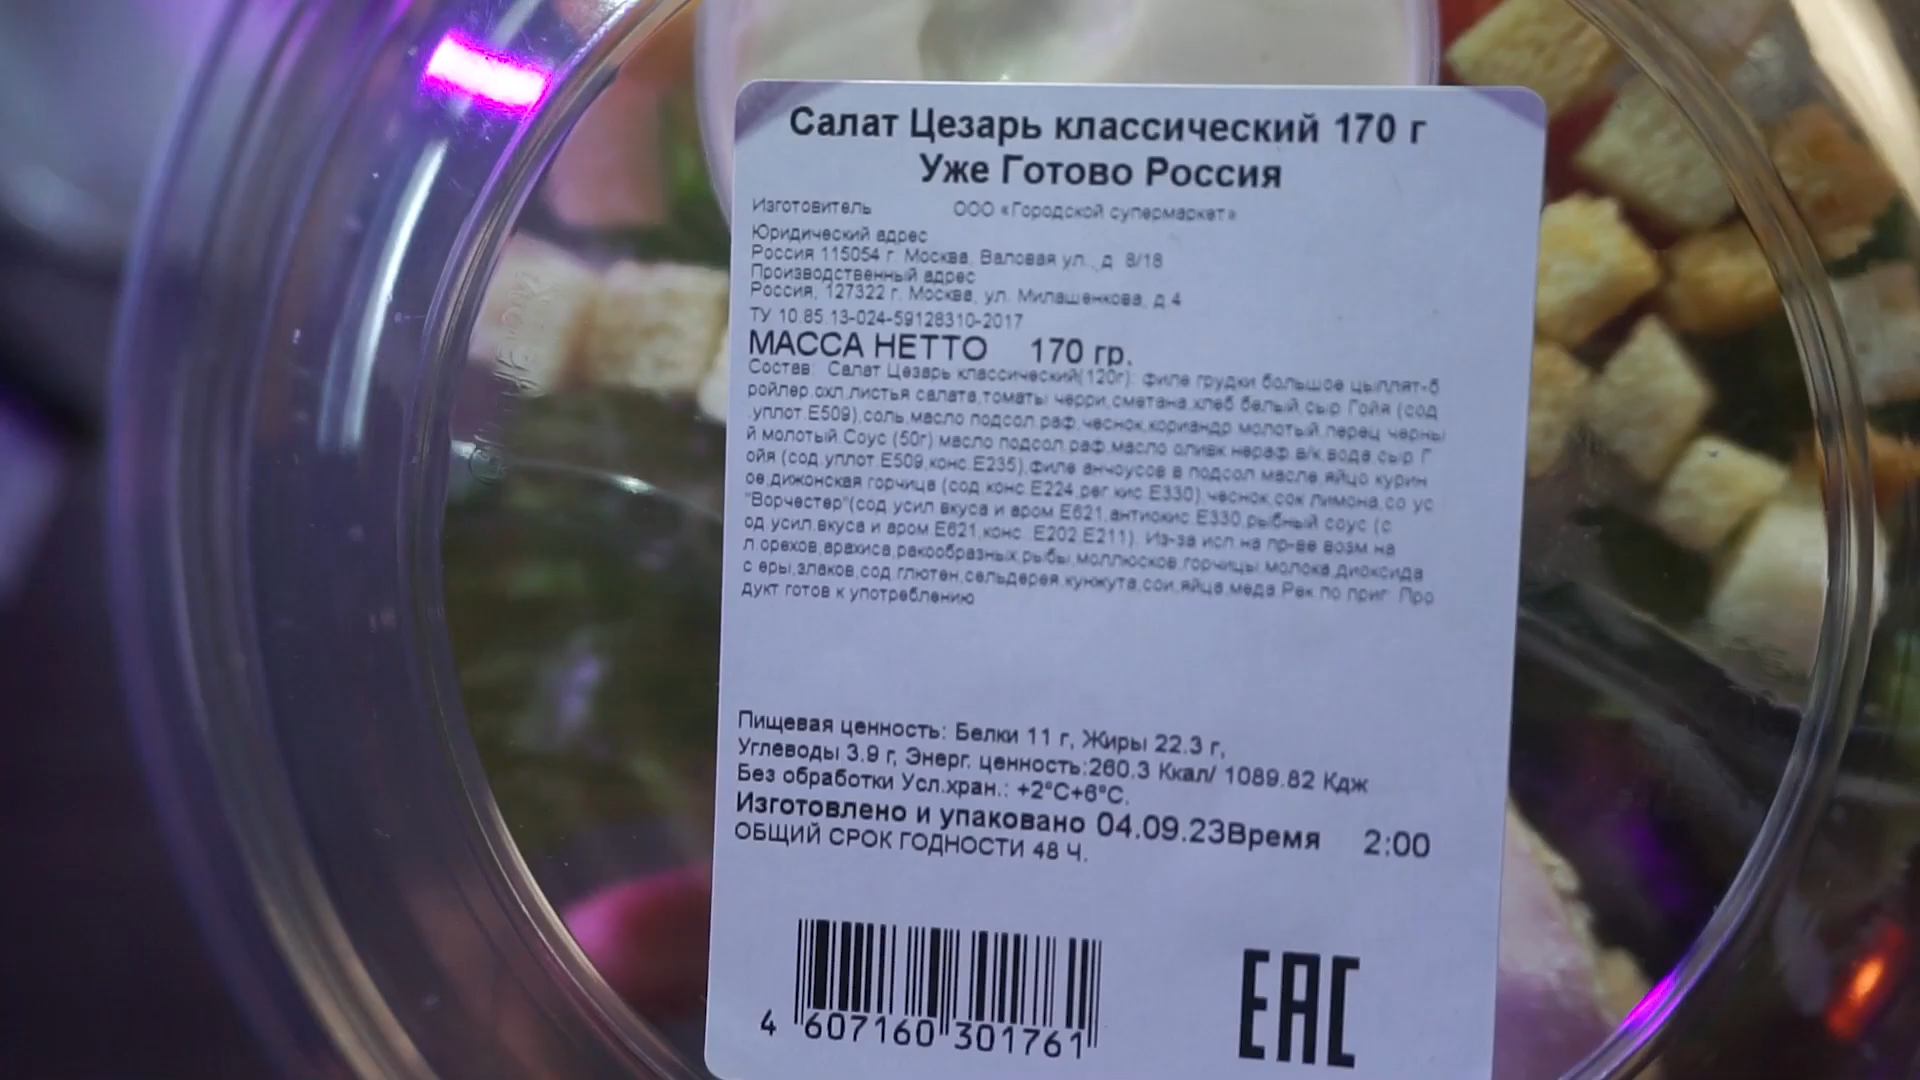 Салат Цезарь классический 170 г
Уже Готово Россия
Изготовитель ООО «Городской супермаркет»
Юридический адрес
Россия 115054 г. Москва, Валовая ул., д. 8/18
Производственный адрес
Россия, 127322 г. Москва, ул. Милашенкова, д.4
ТУ 10.85.13-024-59128310-2017
МАССА НЕТТО 170 гр.
Состав: Салат Цезарь классический(120г): филе грудки большое цыплят-б
ройлер.охл,листья салата,томаты черри,сметана,хлеб белый,сыр Гойя (сод
.уплот.Е509),соль,масло подсол.раф,чеснок,кориандр молотый,перец черны
й молотый.Соус (50г) масло подсол.раф,масло оливк.нераф.в/к,вода,сыр Г
ойя (сод.уплот.Е509,конс.Е235),филе анчоусов в подсол.масле,яйцо курин
ое,дижонская горчица (сод.конс.Е224,рег.кис.Е330),чеснок,сок лимона,со ус
"Ворчестер"(сод.усил.вкуса и аром.Е621,антиокис.Е330,рыбный соус (с
од.усил.вкуса и аром.Е621,конс. Е202,Е211). Из-за исп.на пр-ве возм.на
л.орехов,арахиса,ракообразных,рыбы,моллюсков,горчицы,молока,диоксида
с еры,злаков,сод.глютен,сельдерея,кунжута,сои,яйца,меда.Рек.по приг: Про
дукт готов к употреблению
Пищевая ценность: Белки 11 г, Жиры 22.3 г,
Углеводы 3.9 г, Энерг. ценность:260.3 Ккал/ 1089.82 Кдж
Без обработки Усл.хран.: +2°С+6°С.
Изготовлено и упаковано 04.09.23Время 2:00
ОБЩИЙ СРОК ГОДНОСТИ 48 Ч.
4 607160 301761
ЕАС